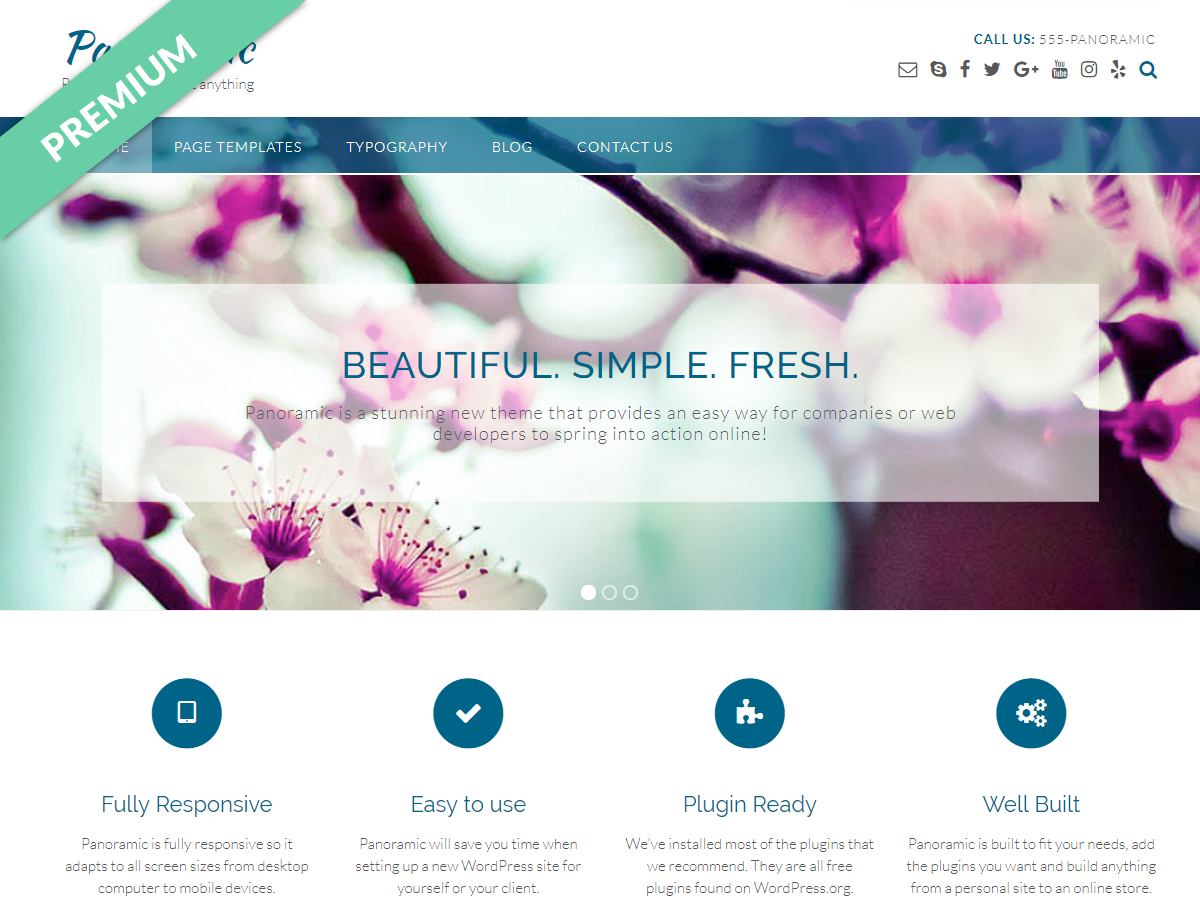 PREMIUM
CALL US: 555-PANORAMIC
anything
PAGE TEMPLATES TYPOGRAPHY BLOG CONTACT US
BEAUTIFUL. SIMPLE. FRESH.
Panoramic is a stunning new theme that provides an easy way for companies or web
developers to spring into action online!
Fully Responsive
Panoramic is fully responsive so it
adapts to all screen sizes from desktop
computer to mobile devices.
Easy to use
Panoramic will save you time when
setting up a new WordPress site for
yourself or your client.
Plugin Ready
We've installed most of the plugins that
we recommend. They are all free
plugins found on WordPress.org.
Well Built
Panoramic is built to fit your needs, add
the plugins you want and build anything
from a personal site to an online store.